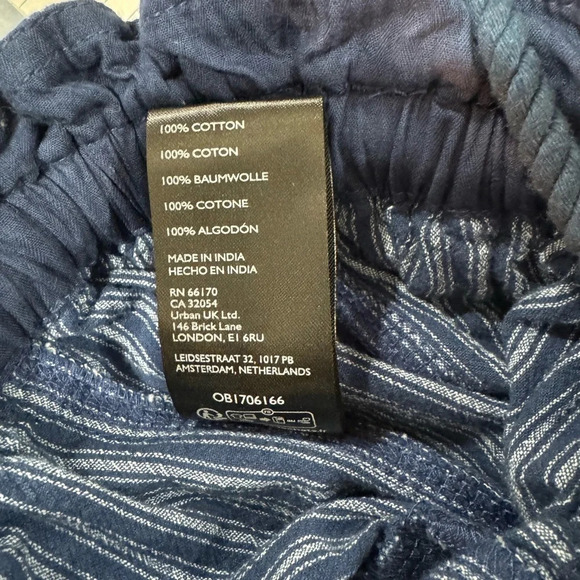 100% COTTON
100% COTON
100% BAUMWOLLE
100% COTONE
100% ALGODÓN
MADE IN INDIA
HECHO EN INDIA
RN 66170
CA 32054
Urban UK Ltd.
146 Brick Lane
LONDON, E1 6RU
LEIDSESTRAAT 32, 1017 PB
AMSTERDAM, NETHERLANDS
OB1706166